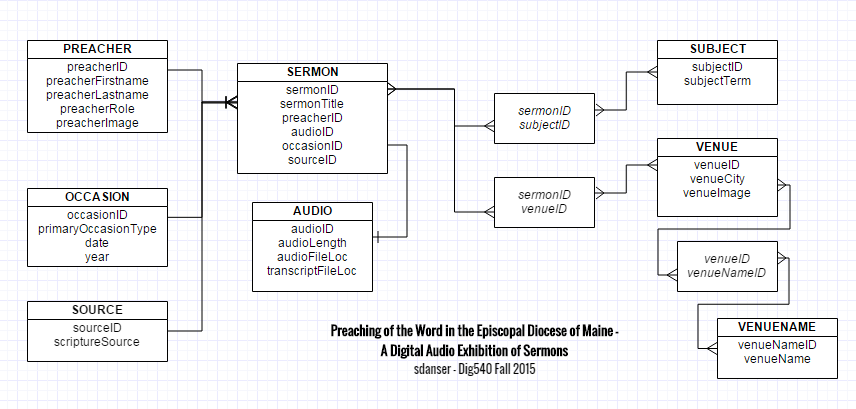 PREACHER
preacherID
preacherFirstname
preacherLastname
preacherRole
preacherImage
OCCASION
occasionID
primaryOccasionType
date
year
SOURCE
sourceID
scriptureSource
SERMON
sermonID
sermonTitle
preacherID
audioID
occasionID
sourceID
AUDIO
audioID
audioLength
audioFileLoc
transcriptFileLoc
sermonID
subjectID
sermonID
venueID
SUBJECT
subjectID
subjectTerm
VENUE
venueID
venueCity
venueImage
venueID
venueNameID
VENUENAME
venueNameID
venueName
Preaching of the Word in the Episcopal Diocese of Maine -
A Digital Audio Exhibition of Sermons
sdanser - Dig540 Fall 2015